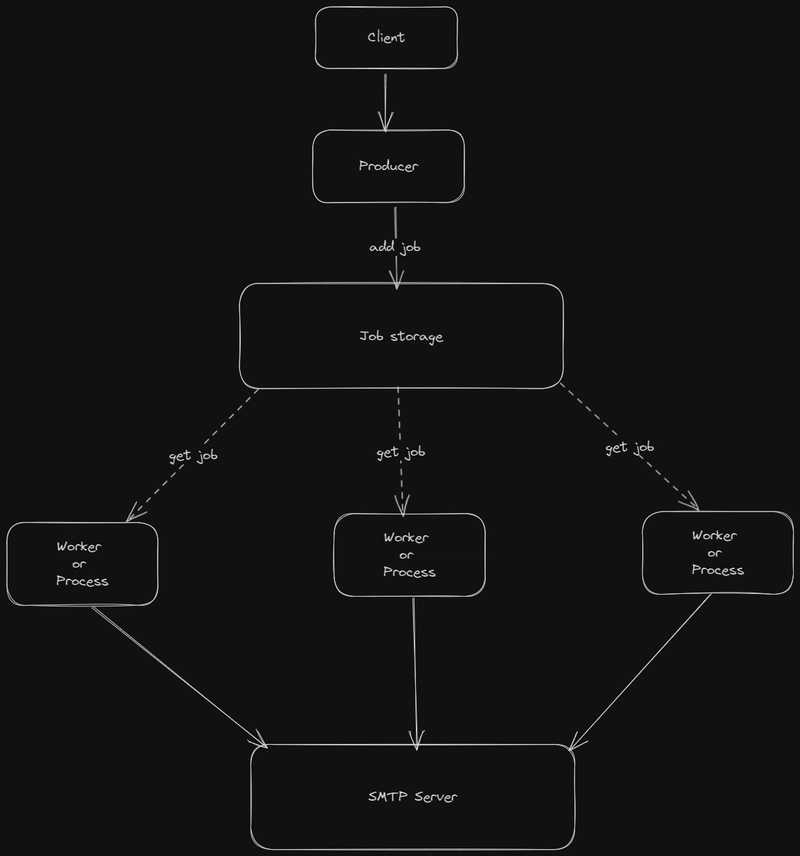 Client
Producer
add job
Job storage
get job
get job
get job
Worker
or
Process
Worker
or
Process
Worker
or
Process
SMTP Server